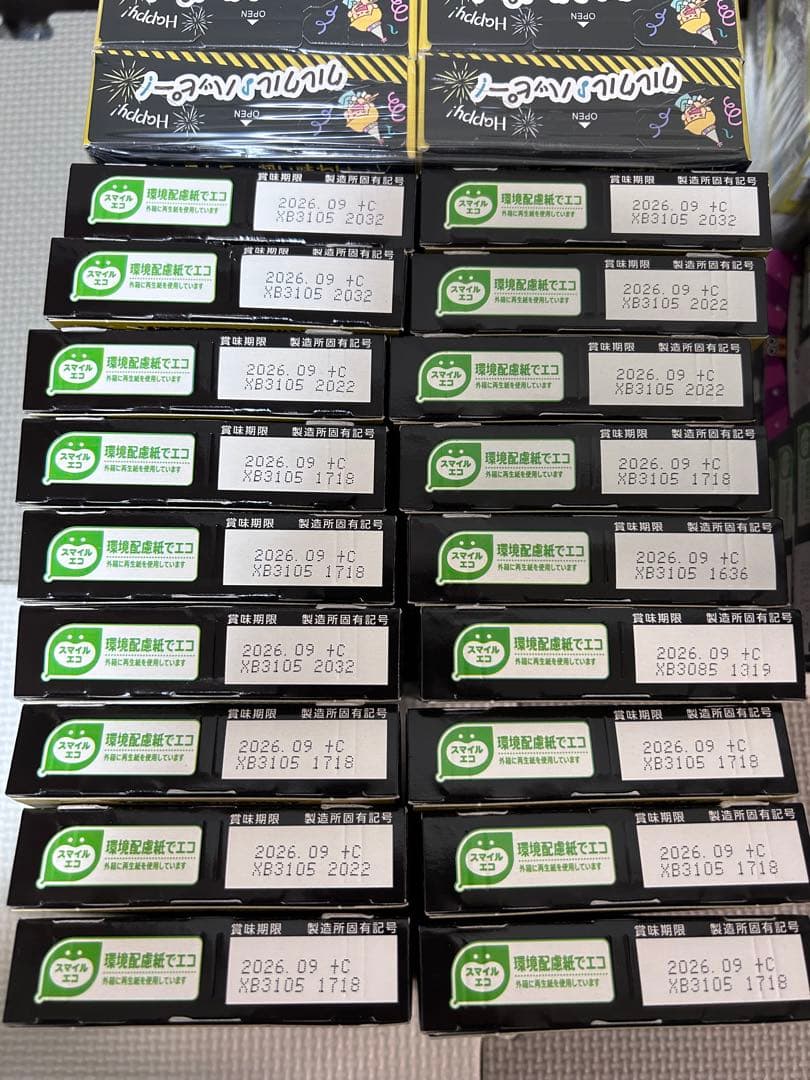 Happy!
OPEN
Happy!
OPEN
Happy!
OPEN
Happy!
OPEN
スマイル
エコ
環境配慮紙でエコ
外箱に再生紙を使用しています
賞味期限 製造所固有記号
2026.09 +C
XB3105 2032
スマイル
エコ
環境配慮紙でエコ
外箱に再生紙を使用しています
賞味期限 製造所固有記号
2026.09 +C
XB3105 2032
スマイル
エコ
環境配慮紙でエコ
外箱に再生紙を使用しています
賞味期限 製造所固有記号
2026.09 +C
XB3105 2032
スマイル
エコ
環境配慮紙でエコ
外箱に再生紙を使用しています
賞味期限 製造所固有記号
2026.09 +C
XB3105 2022
スマイル
エコ
環境配慮紙でエコ
外箱に再生紙を使用しています
賞味期限 製造所固有記号
2026.09 +C
XB3105 2022
スマイル
エコ
環境配慮紙でエコ
外箱に再生紙を使用しています
賞味期限 製造所固有記号
2026.09 +C
XB3105 2022
スマイル
エコ
環境配慮紙でエコ
外箱に再生紙を使用しています
賞味期限 製造所固有記号
2026.09 +C
XB3105 1718
スマイル
エコ
環境配慮紙でエコ
外箱に再生紙を使用しています
賞味期限 製造所固有記号
2026.09 +C
XB3105 1718
スマイル
エコ
環境配慮紙でエコ
外箱に再生紙を使用しています
賞味期限 製造所固有記号
2026.09 +C
XB3105 1718
スマイル
エコ
環境配慮紙でエコ
外箱に再生紙を使用しています
賞味期限 製造所固有記号
2026.09 +C
XB3105 1636
スマイル
エコ
環境配慮紙でエコ
外箱に再生紙を使用しています
賞味期限 製造所固有記号
2026.09 +C
XB3105 2032
スマイル
エコ
環境配慮紙でエコ
外箱に再生紙を使用しています
賞味期限 製造所固有記号
2026.09 +C
XB3085 1319
スマイル
エコ
環境配慮紙でエコ
外箱に再生紙を使用しています
賞味期限 製造所固有記号
2026.09 +C
XB3105 1718
スマイル
エコ
環境配慮紙でエコ
外箱に再生紙を使用しています
賞味期限 製造所固有記号
2026.09 +C
XB3105 1718
スマイル
エコ
環境配慮紙でエコ
外箱に再生紙を使用しています
賞味期限 製造所固有記号
2026.09 +C
XB3105 2022
スマイル
エコ
環境配慮紙でエコ
外箱に再生紙を使用しています
賞味期限 製造所固有記号
2026.09 +C
XB3105 1718
スマイル
エコ
環境配慮紙でエコ
外箱に再生紙を使用しています
賞味期限 製造所固有記号
2026.09 +C
XB3105 1718
スマイル
エコ
環境配慮紙でエコ
外箱に再生紙を使用しています
賞味期限 製造所固有記号
2026.09 +C
XB3105 1718